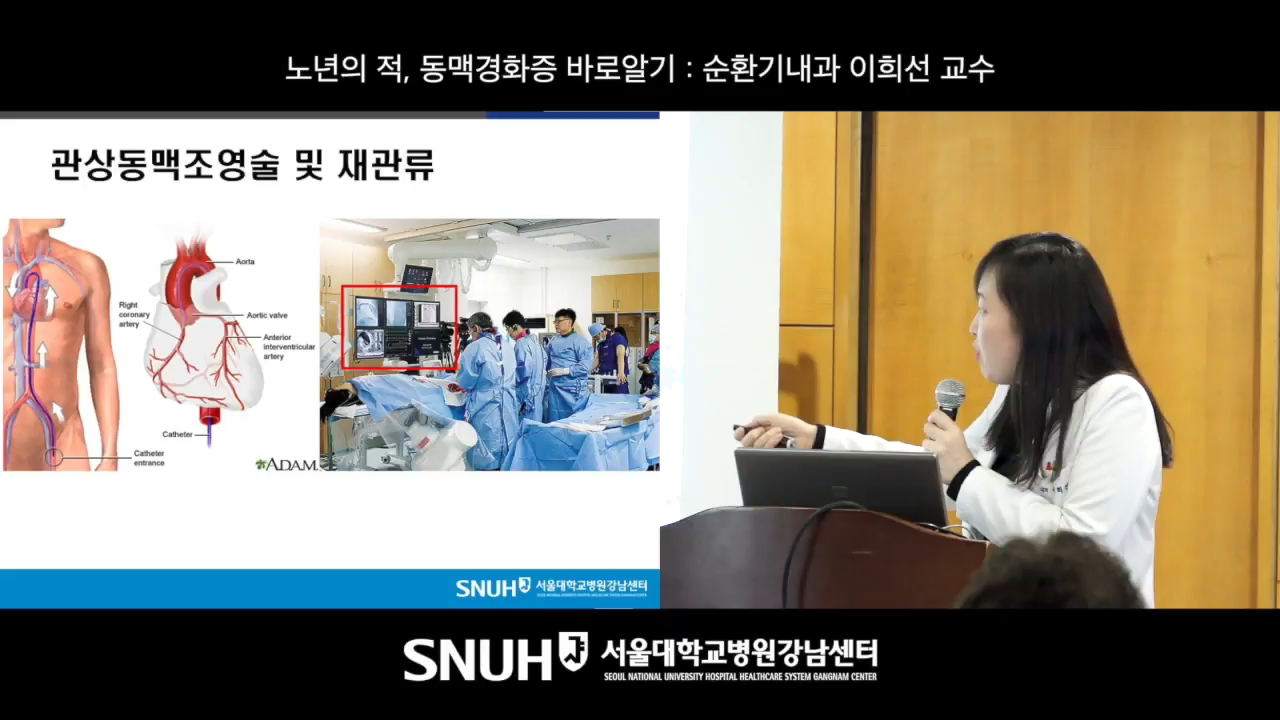 노년의 적, 동맥경화증 바로알기 : 순환기내과 이희선 교수
관상동맥조영술 및 재관류
Aorta
Right
coronary
artery
Aortic valve
Anterior
interventricular
artery
Catheter
Catheter
entrance
ADAM.
SNUH 서울대학교병원강남센터
SNUH 서울대학교병원강남센터
SEOUL NATIONAL UNIVERSITY HOSPITAL HEALTHCARE SYSTEM GANGNAM CENTER